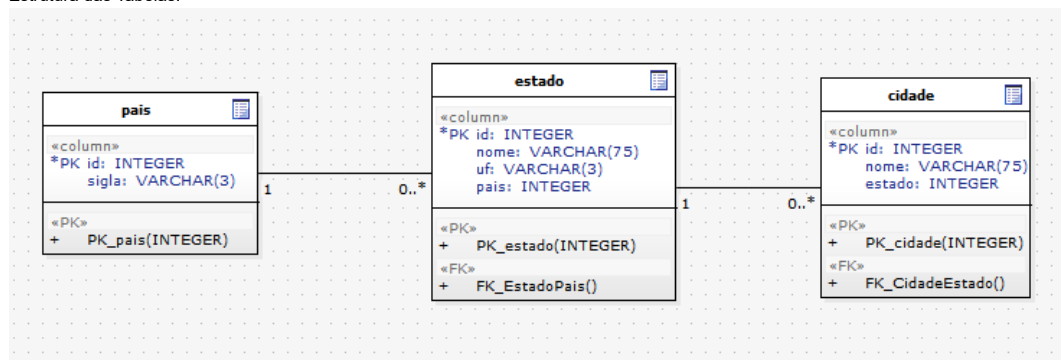 Estrutura das Tabelas:
pais
«column»
*PK id: INTEGER
sigla: VARCHAR(3)
«PK»
+ PK_pais(INTEGER)
1
0..*
estado
«column»
*PK id: INTEGER
nome: VARCHAR(75)
uf: VARCHAR(3)
pais: INTEGER
«PK»
+ PK_estado(INTEGER)
«FK»
+ FK_EstadoPais()
1
0..*
cidade
«column»
*PK id: INTEGER
nome: VARCHAR(75)
estado: INTEGER
«PK»
+ PK_cidade(INTEGER)
«FK»
+ FK_CidadeEstado()